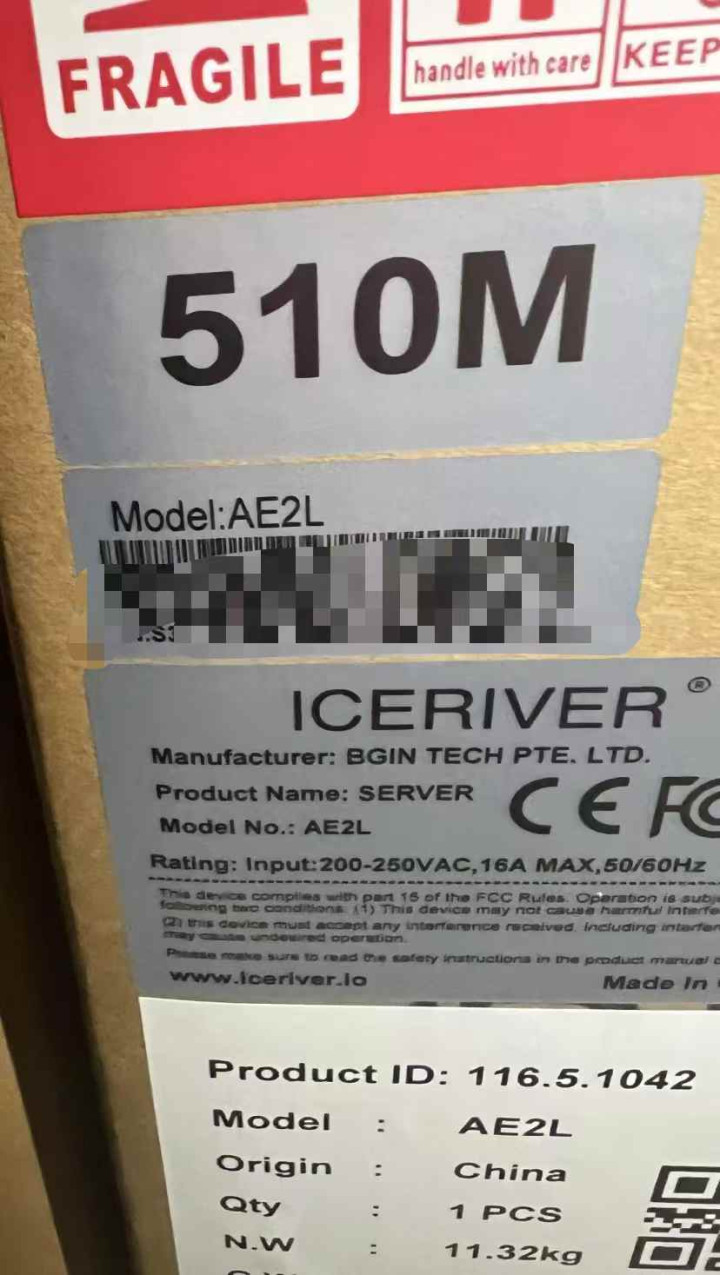 FRAGILE
handle with care
KEEP
510M
Model:AE2L
ICERIVER®
Manufacturer: BGIN TECH PTE. LTD.
Product Name: SERVER
Model No.: AE2L
CE FC
Rating: Input:200-250VAC,16A MAX,50/60Hz
This device complies with part 15 of the FCC Rules. Operation is
following two conditions: (1) This device may not cause harmful
(2) this device must accept any interference received, including
may cause undesired operation.
Please make sure to read the safety instructions in the product manual
www.iceriver.io
Made In
Product ID: 116.5.1042
Model : AE2L
Origin : China
Qty : 1 PCS
N.W : 11.32kg